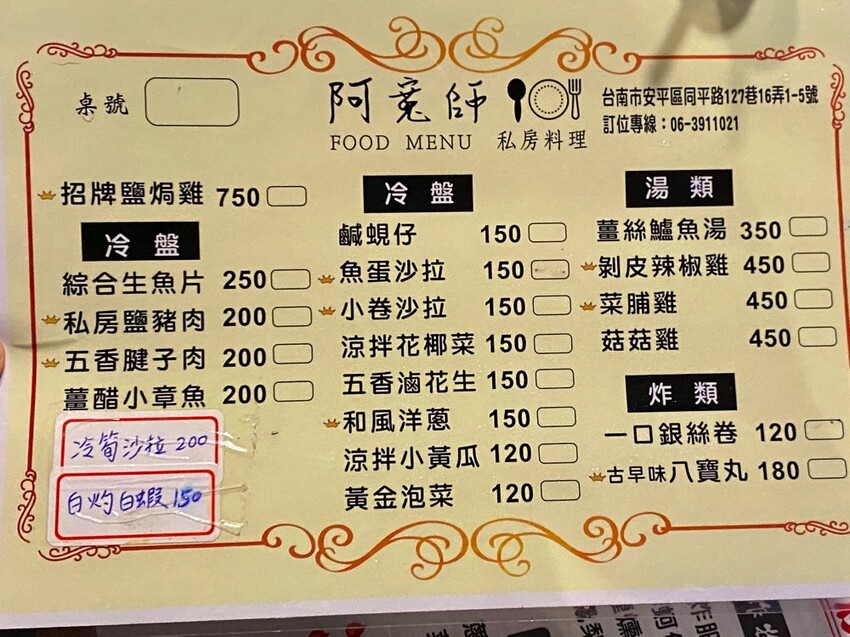 桌號
阿寬師
FOOD MENU 私房料理
台南市安平區同平路127巷16弄1-5號
訂位專線：06-3911021
招牌鹽焗雞 750
冷盤
綜合生魚片 250
私房鹽豬肉 200
五香腱子肉 200
薑醋小章魚 200
冷筍沙拉 200
白灼白蝦 150
冷盤
鹹蜆仔 150
魚蛋沙拉 150
小卷沙拉 150
涼拌花椰菜 150
五香滷花生 150
和風洋蔥 150
涼拌小黃瓜 120
黃金泡菜 120
湯類
薑絲鱸魚湯 350
剝皮辣椒雞 450
菜脯雞 450
菇菇雞 450
炸類
一口銀絲卷 120
古早味八寶丸 180